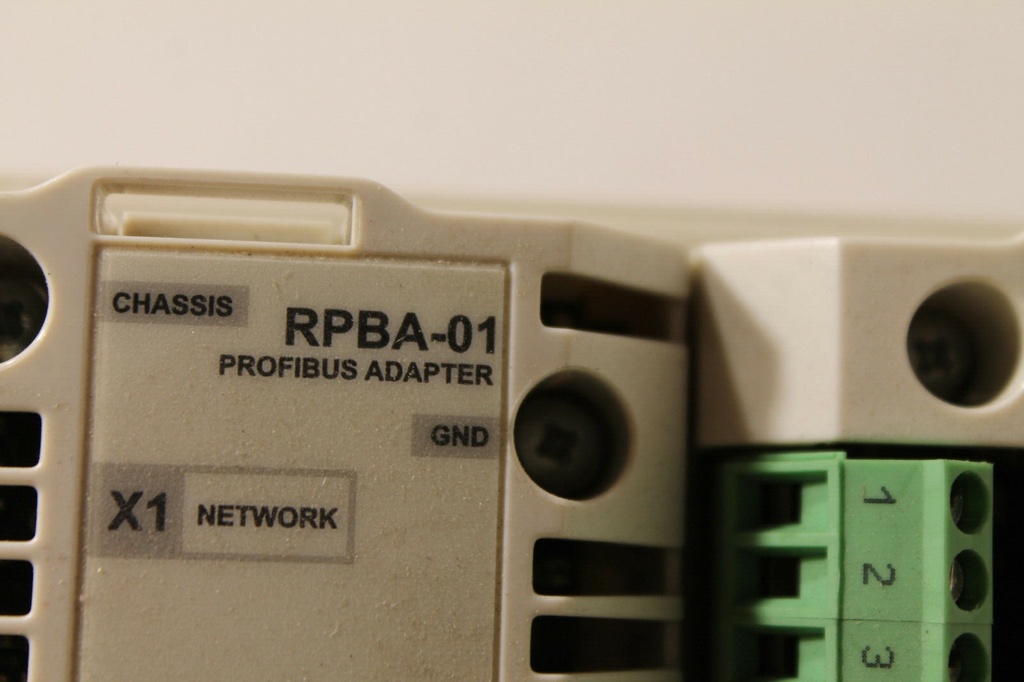 CHASSIS
RPBA-01
PROFIBUS ADAPTER
GND
X1 NETWORK
1
2
3